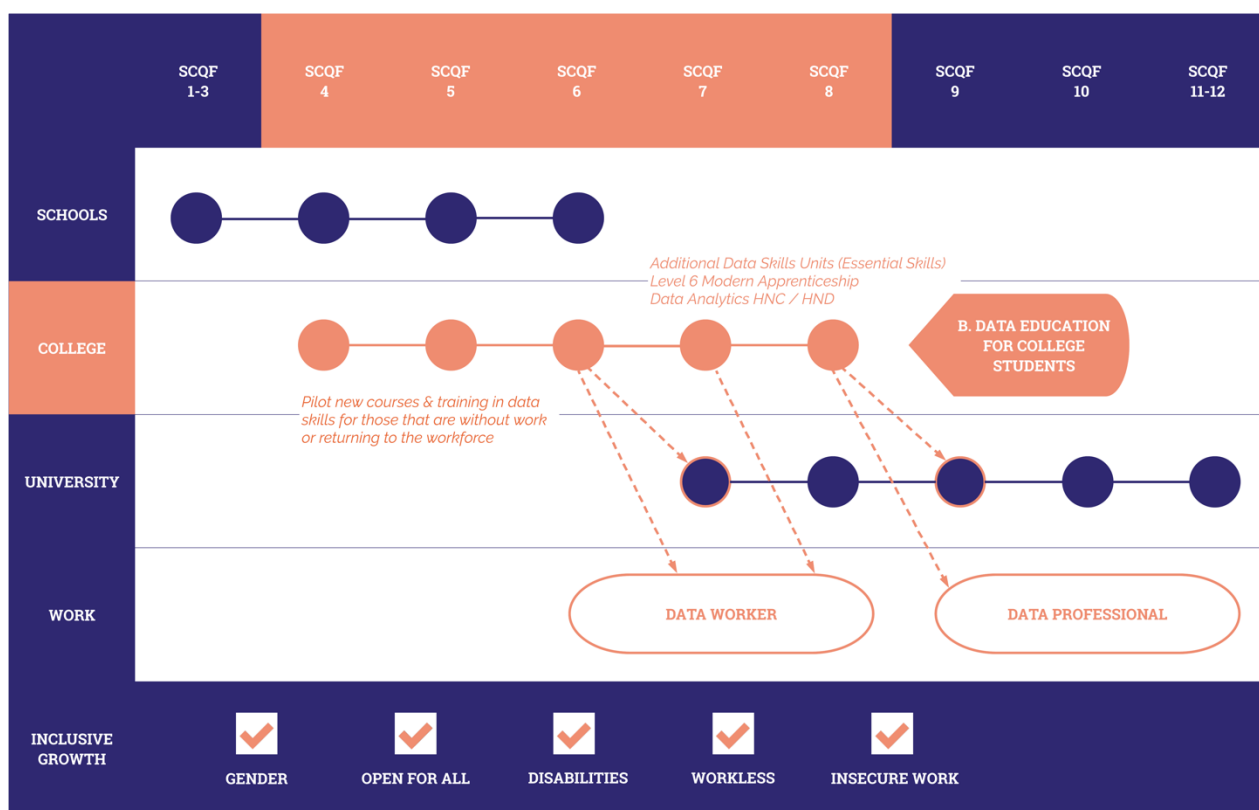 SCQF
1-3
SCQF
4
SCQF
5
SCQF
6
SCQF
7
SCQF
8
SCQF
9
SCQF
10
SCQF
11-12
SCHOOLS
Additional Data Skills Units (Essential Skills)
Level 6 Modern Apprenticeship
Data Analytics HNC / HND
COLLEGE
B. DATA EDUCATION
FOR COLLEGE
STUDENTS
Pilot new courses & training in data
skills for those that are without work
or returning to the workforce
UNIVERSITY
WORK
DATA WORKER
DATA PROFESSIONAL
INCLUSIVE
GROWTH
GENDER
OPEN FOR ALL
DISABILITIES
WORKLESS
INSECURE WORK